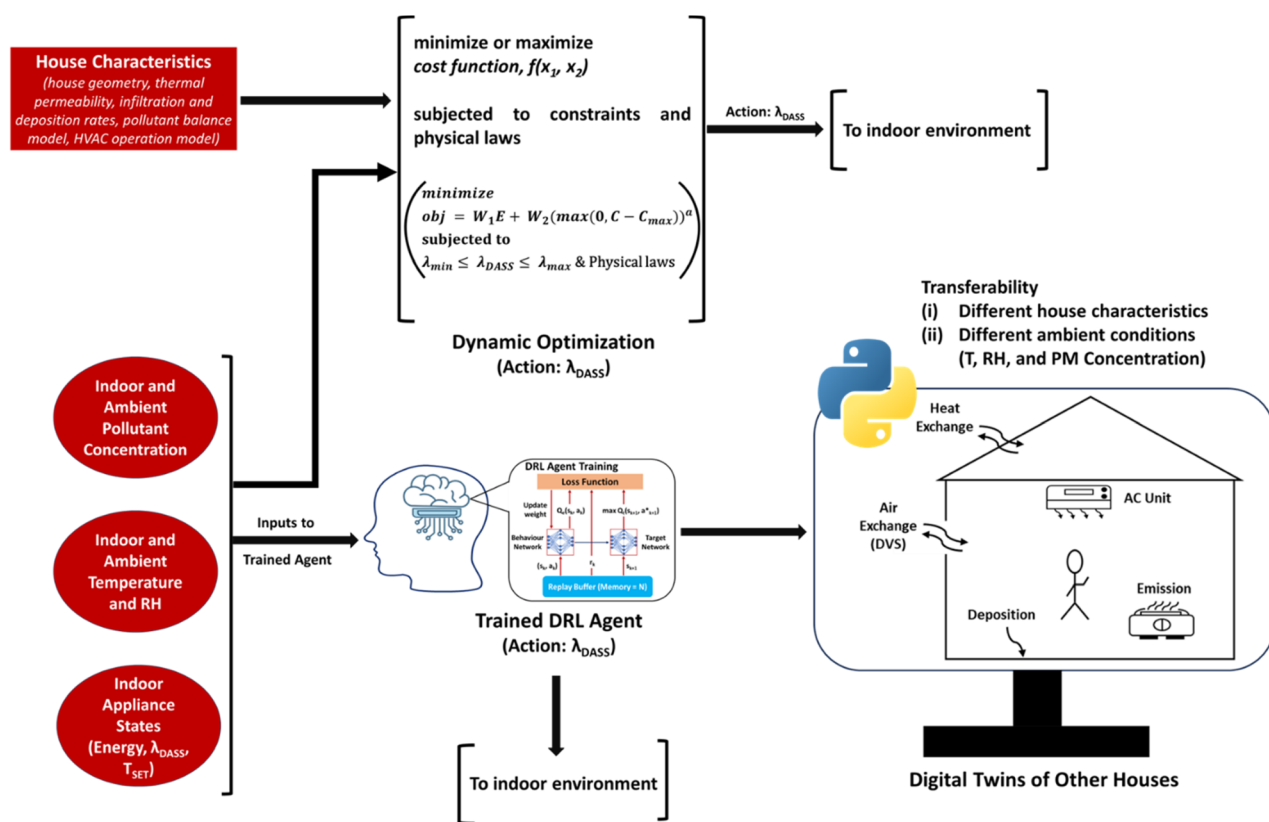 House Characteristics
(house geometry, thermal
permeability, infiltration and
deposition rates, pollutant balance
model, HVAC operation model)
minimize or maximize
cost function, f(x₁, x₂)
subjected to constraints and
physical laws
minimize
obj = W₁E + W₂(max(0, C − Cₘₐₓ))ᵃ
subjected to
λₘᵢₙ ≤ λ_DASS ≤ λₘₐₓ & Physical laws
Dynamic Optimization
(Action: λ_DASS)
Action: λ_DASS
To indoor environment
Indoor and
Ambient
Pollutant
Concentration
Indoor and
Ambient
Temperature
and RH
Indoor
Appliance
States
(Energy, λ_DASS,
T_SET)
Inputs to
Trained Agent
DRL Agent Training
Loss Function
Update
weight
Behaviour
Network
Target
Network
Replay Buffer (Memory = N)
Trained DRL Agent
(Action: λ_DASS)
To indoor environment
Transferability
(i) Different house characteristics
(ii) Different ambient conditions
(T, RH, and PM Concentration)
Heat
Exchange
Air
Exchange
(DVS)
AC Unit
Emission
Deposition
Digital Twins of Other Houses